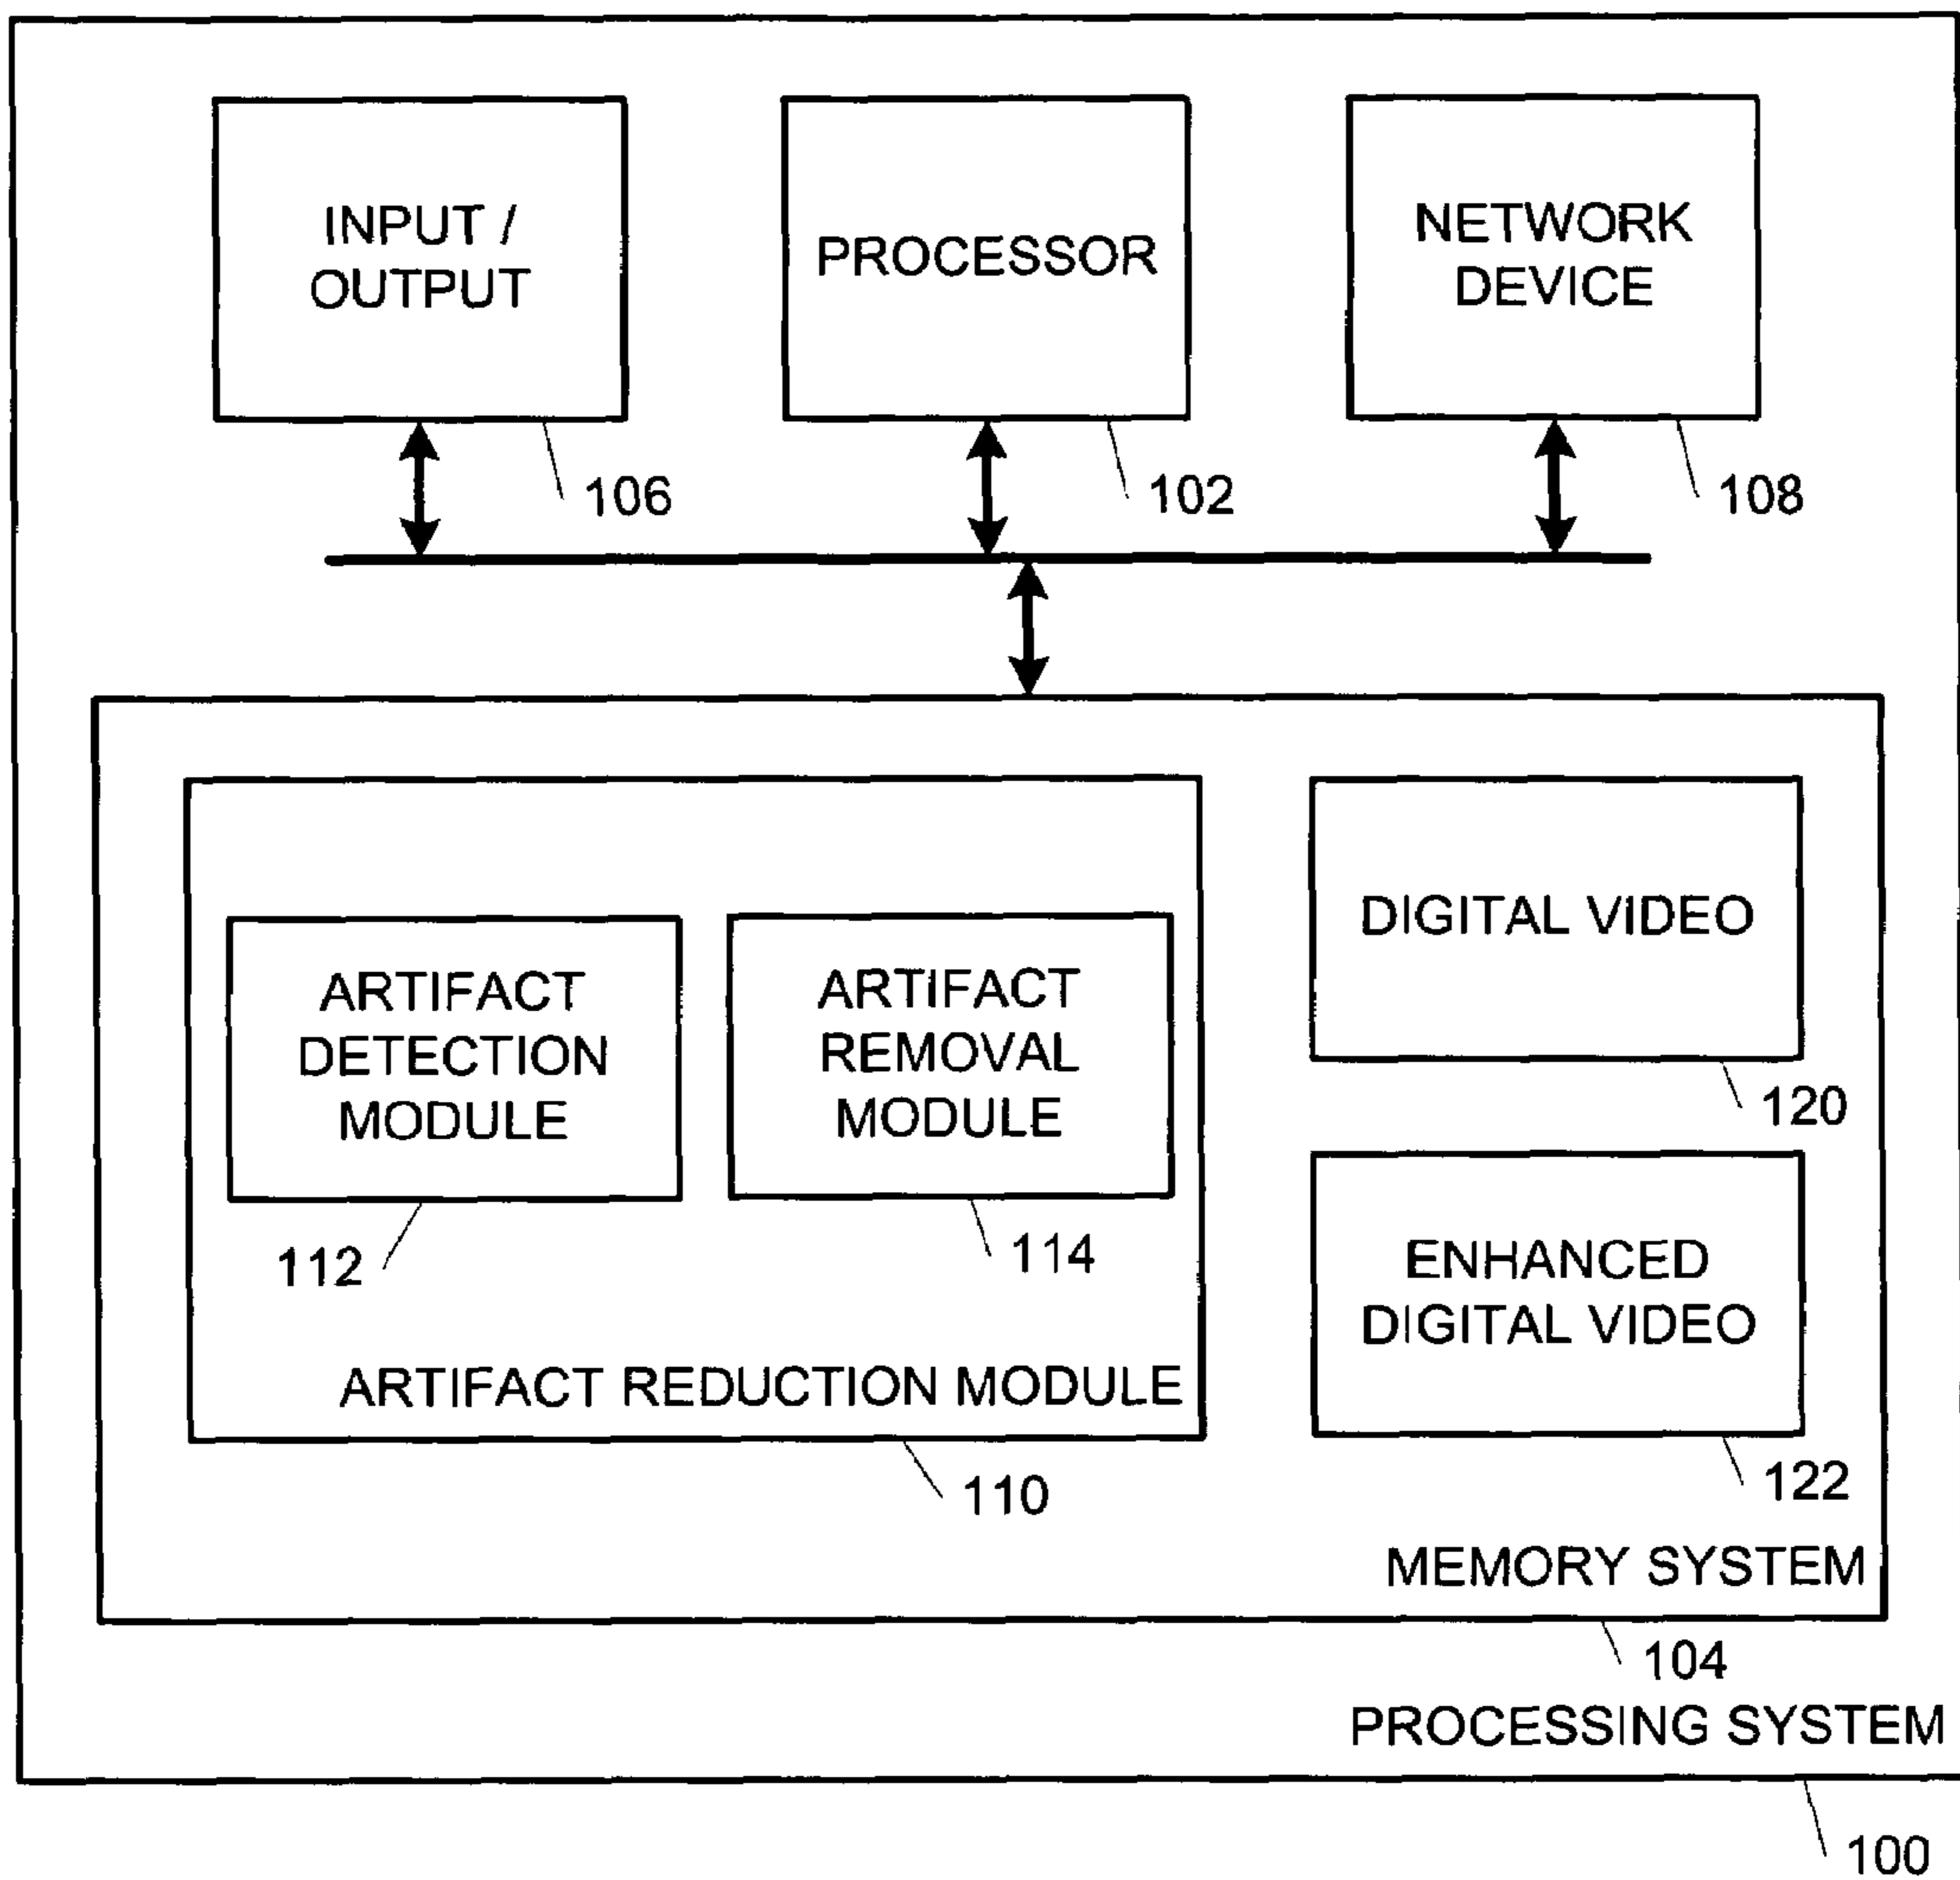 INPUT /
OUTPUT
PROCESSOR
NETWORK
DEVICE
106
102
108
ARTIFACT
DETECTION
MODULE
112
ARTIFACT
REMOVAL
MODULE
114
ARTIFACT REDUCTION MODULE
110
DIGITAL VIDEO
120
ENHANCED
DIGITAL VIDEO
122
MEMORY SYSTEM
104
PROCESSING SYSTEM
100